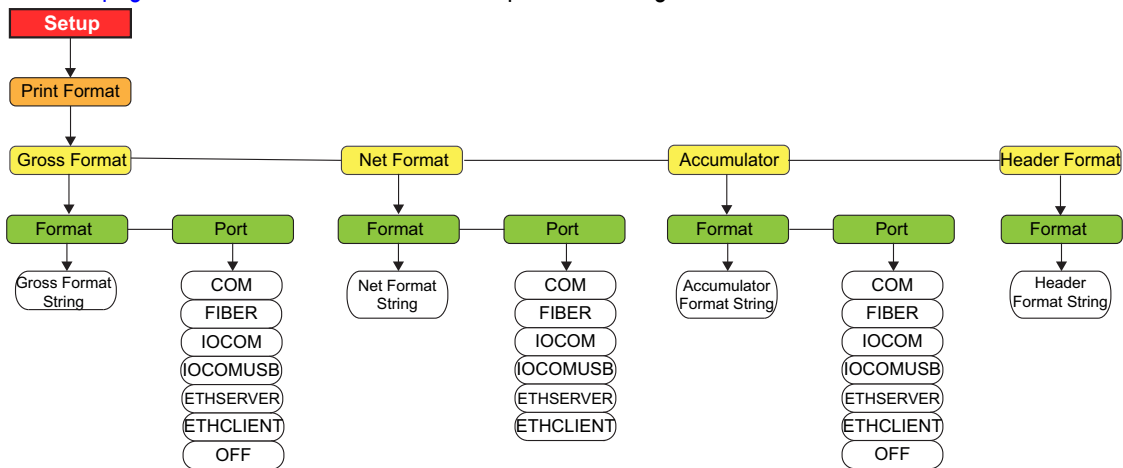 Setup
Print Format
Gross Format
Net Format
Accumulator
Header Format
Format
Port
Format
Port
Format
Port
Format
Gross Format
String
COM
FIBER
IOCOM
IOCOMUSB
ETHSERVER
ETHCLIENT
OFF
Net Format
String
COM
FIBER
IOCOM
IOCOMUSB
ETHSERVER
ETHCLIENT
Accumulator
Format String
COM
FIBER
IOCOM
IOCOMUSB
ETHSERVER
ETHCLIENT
OFF
Header
Format String